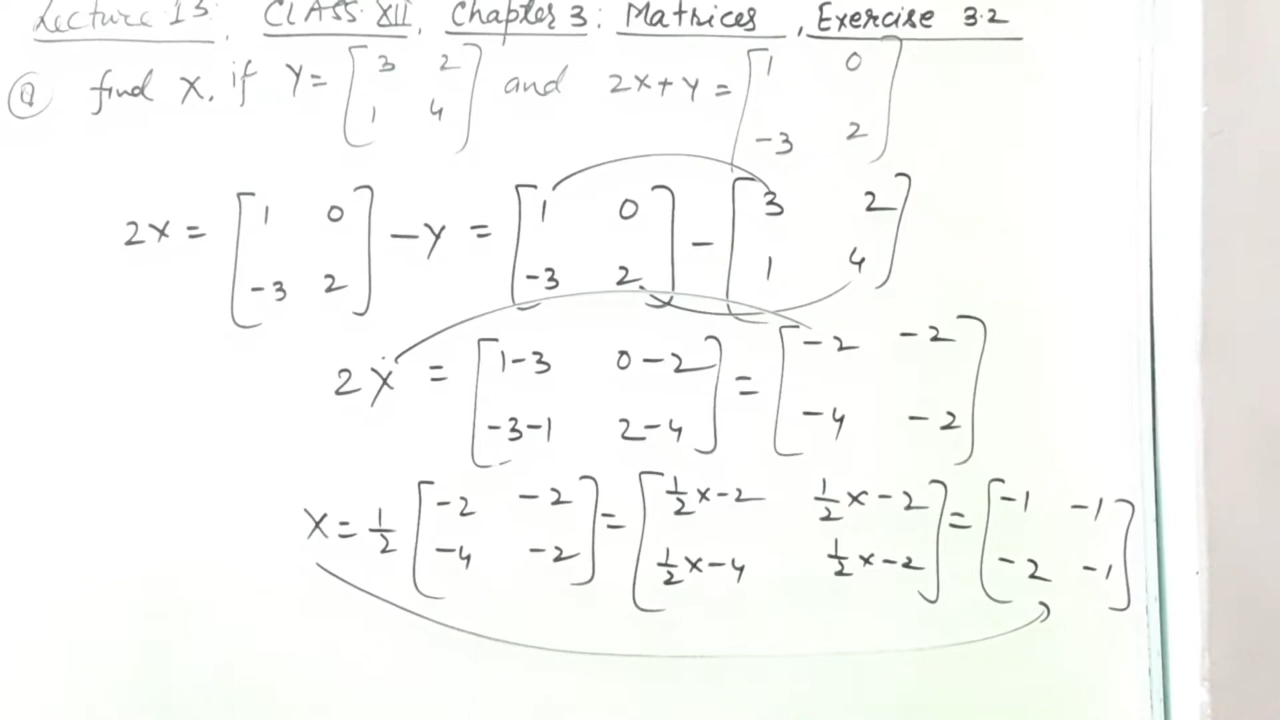 Lecture 13, CLASS XII, Chapter 3: Matrices, Exercise 3.2
Q find X, if Y = [3 2; 1 4] and 2X + Y = [1 0; -3 2]
2X = [1 0; -3 2] - Y = [1 0; -3 2] - [3 2; 1 4]
2X = [1-3 0-2; -3-1 2-4] = [-2 -2; -4 -2]
X = 1/2 [-2 -2; -4 -2] = [1/2 x-2 1/2 x-2; 1/2 x-4 1/2 x-2] = [-1 -1; -2 -1]